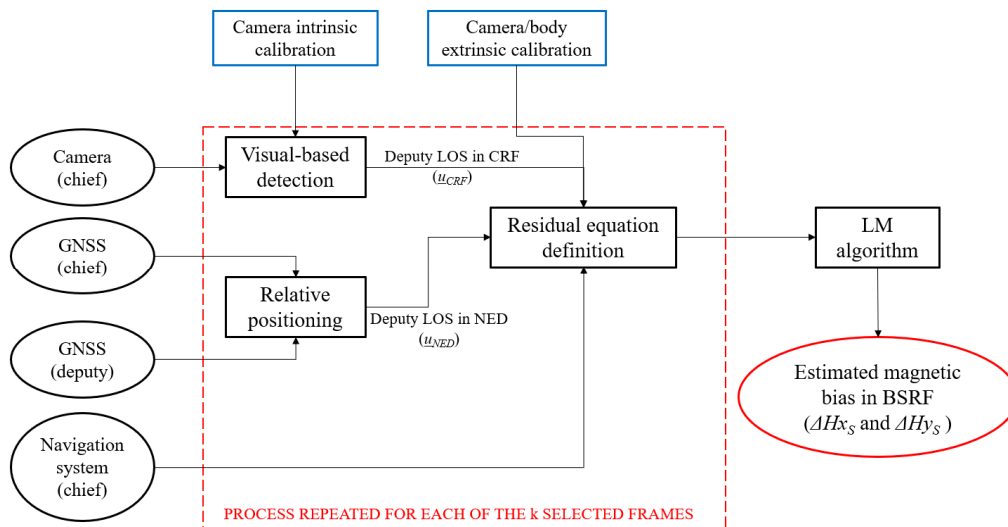 Camera intrinsic
calibration
Camera/body
extrinsic calibration
Camera
(chief)
Visual-based
detection
Deputy LOS in CRF
(u_CRF)
GNSS
(chief)
Residual equation
definition
LM
algorithm
Relative
positioning
Deputy LOS in NED
(u_NED)
GNSS
(deputy)
Estimated magnetic
bias in BSRF
(ΔHx_S and ΔHy_S )
Navigation
system
(chief)
PROCESS REPEATED FOR EACH OF THE k SELECTED FRAMES